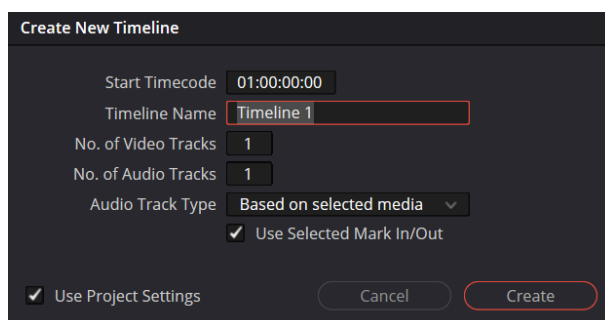 Create New Timeline
Start Timecode 01:00:00:00
Timeline Name Timeline 1
No. of Video Tracks 1
No. of Audio Tracks 1
Audio Track Type Based on selected media
Use Selected Mark In/Out
Use Project Settings Cancel Create